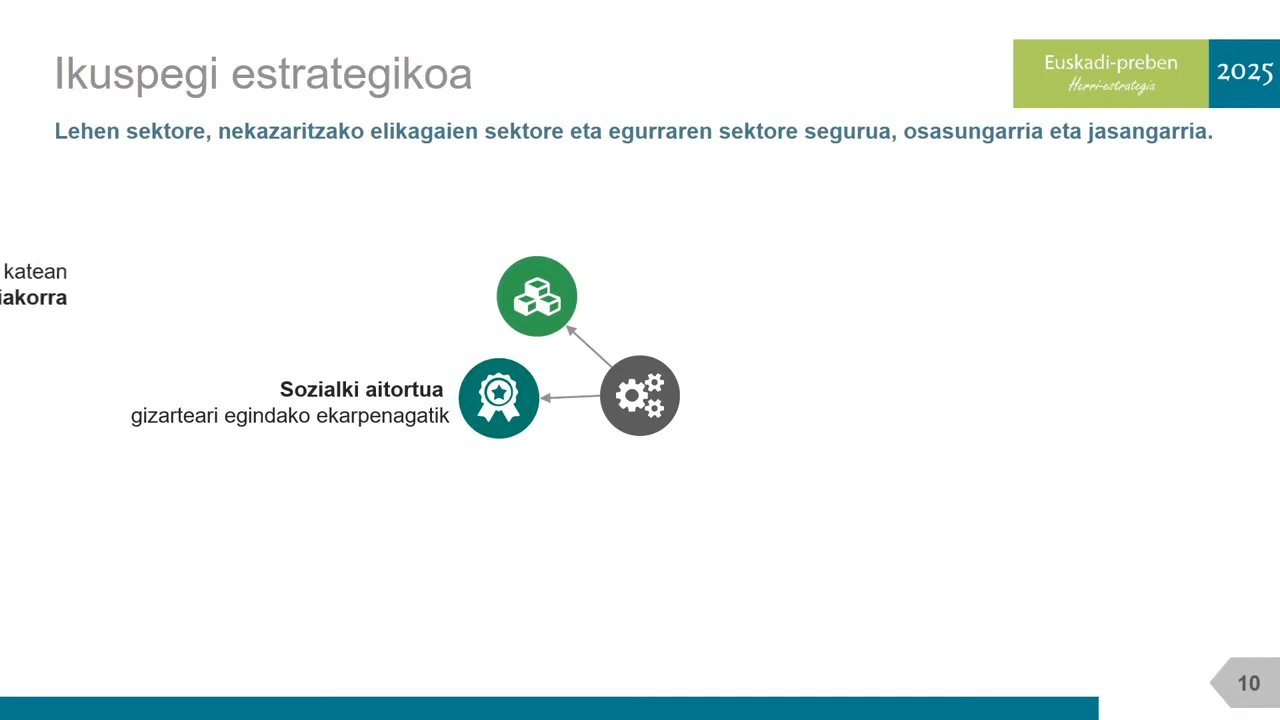 Ikuspegi estrategikoa
Euskadi-preben
Herri-estrategia
2025
Lehen sektore, nekazaritzako elikagaien sektore eta egurraren sektore segurua, osasungarria eta jasangarria.
katean
iakorra
Sozialki aitortua
gizarteari egindako ekarpenagatik
10